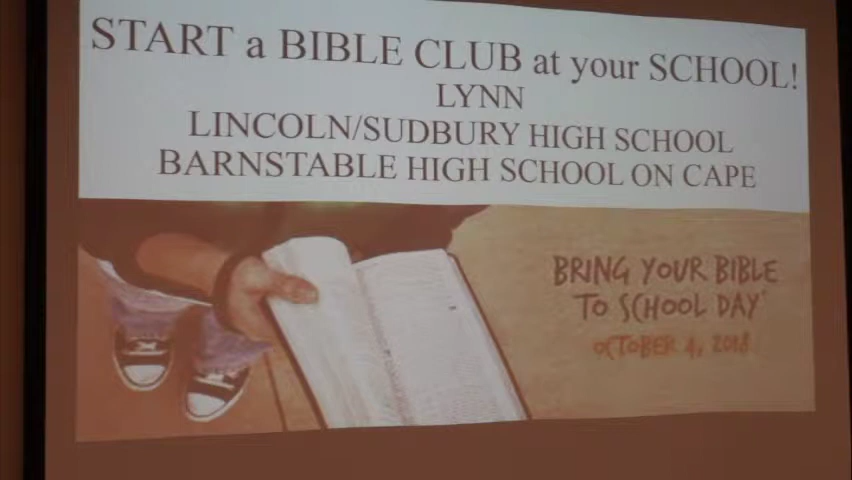 START a BIBLE CLUB at your SCHOOL!
LYNN
LINCOLN/SUDBURY HIGH SCHOOL
BARNSTABLE HIGH SCHOOL ON CAPE
BRING YOUR BIBLE
TO SCHOOL DAY
OCTOBER 4, 2018